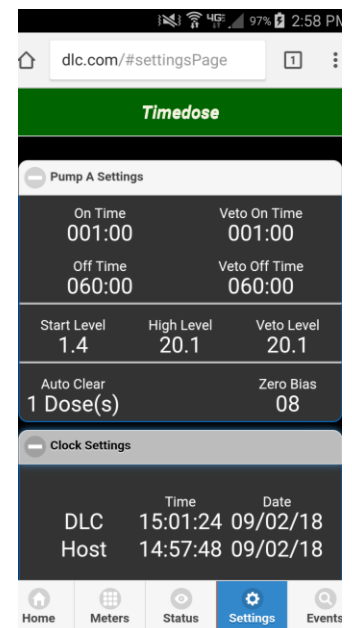 4G 97% 2:58 PM
dlc.com/#settingsPage 1
Timedose
Pump A Settings
On Time Veto On Time
001:00 001:00
Off Time Veto Off Time
060:00 060:00
Start Level High Level Veto Level
1.4 20.1 20.1
Auto Clear Zero Bias
1 Dose(s) 08
Clock Settings
Time Date
DLC 15:01:24 09/02/18
Host 14:57:48 09/02/18
Home Meters Status Settings Events